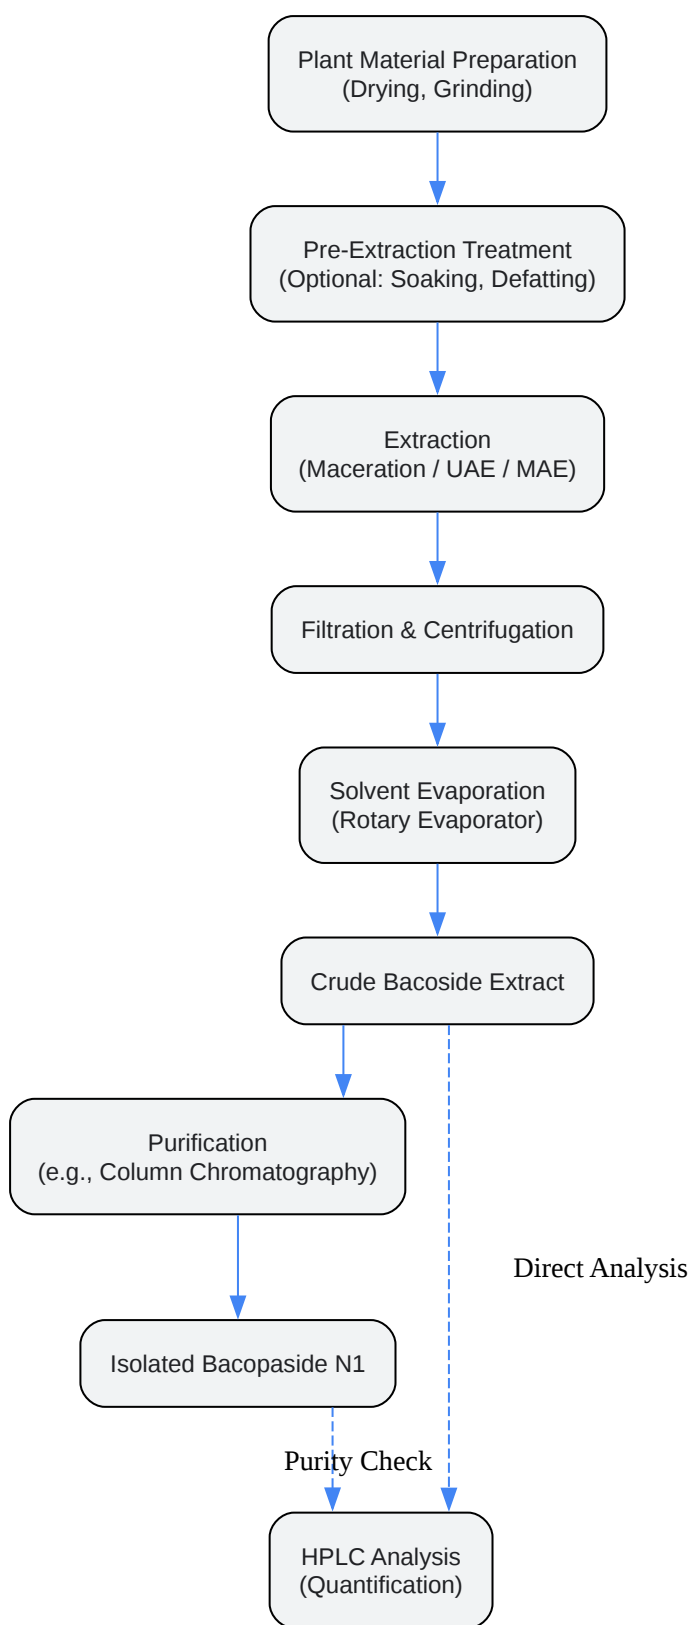 Plant Material Preparation
(Drying, Grinding)
Pre-Extraction Treatment
(Optional: Soaking, Defatting)
Extraction
(Maceration / UAE / MAE)
Filtration & Centrifugation
Solvent Evaporation
(Rotary Evaporator)
Crude Bacoside Extract
Purification
(e.g., Column Chromatography)
Direct Analysis
Isolated Bacopaside N1
Purity Check
HPLC Analysis
(Quantification)